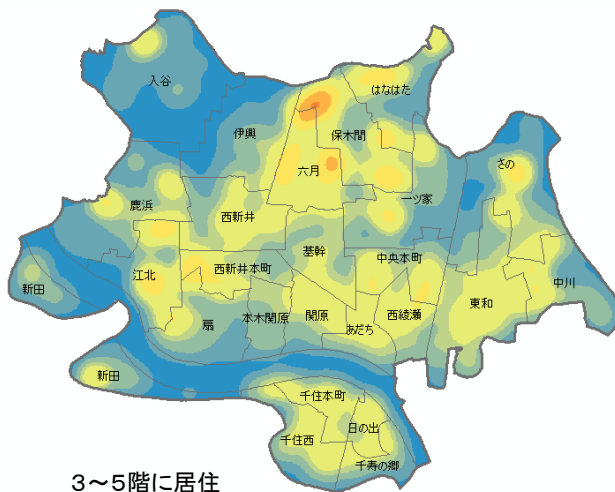 入谷
はなはた
伊興
保木間
さの
六月
一ツ家
鹿浜
西新井
基幹
中央本町
江北
西新井本町
新田
中川
東和
扇
本木関原
関原
西綾瀬
あだち
新田
千住本町
日の出
千住西
千寿の郷
3~5階に居住